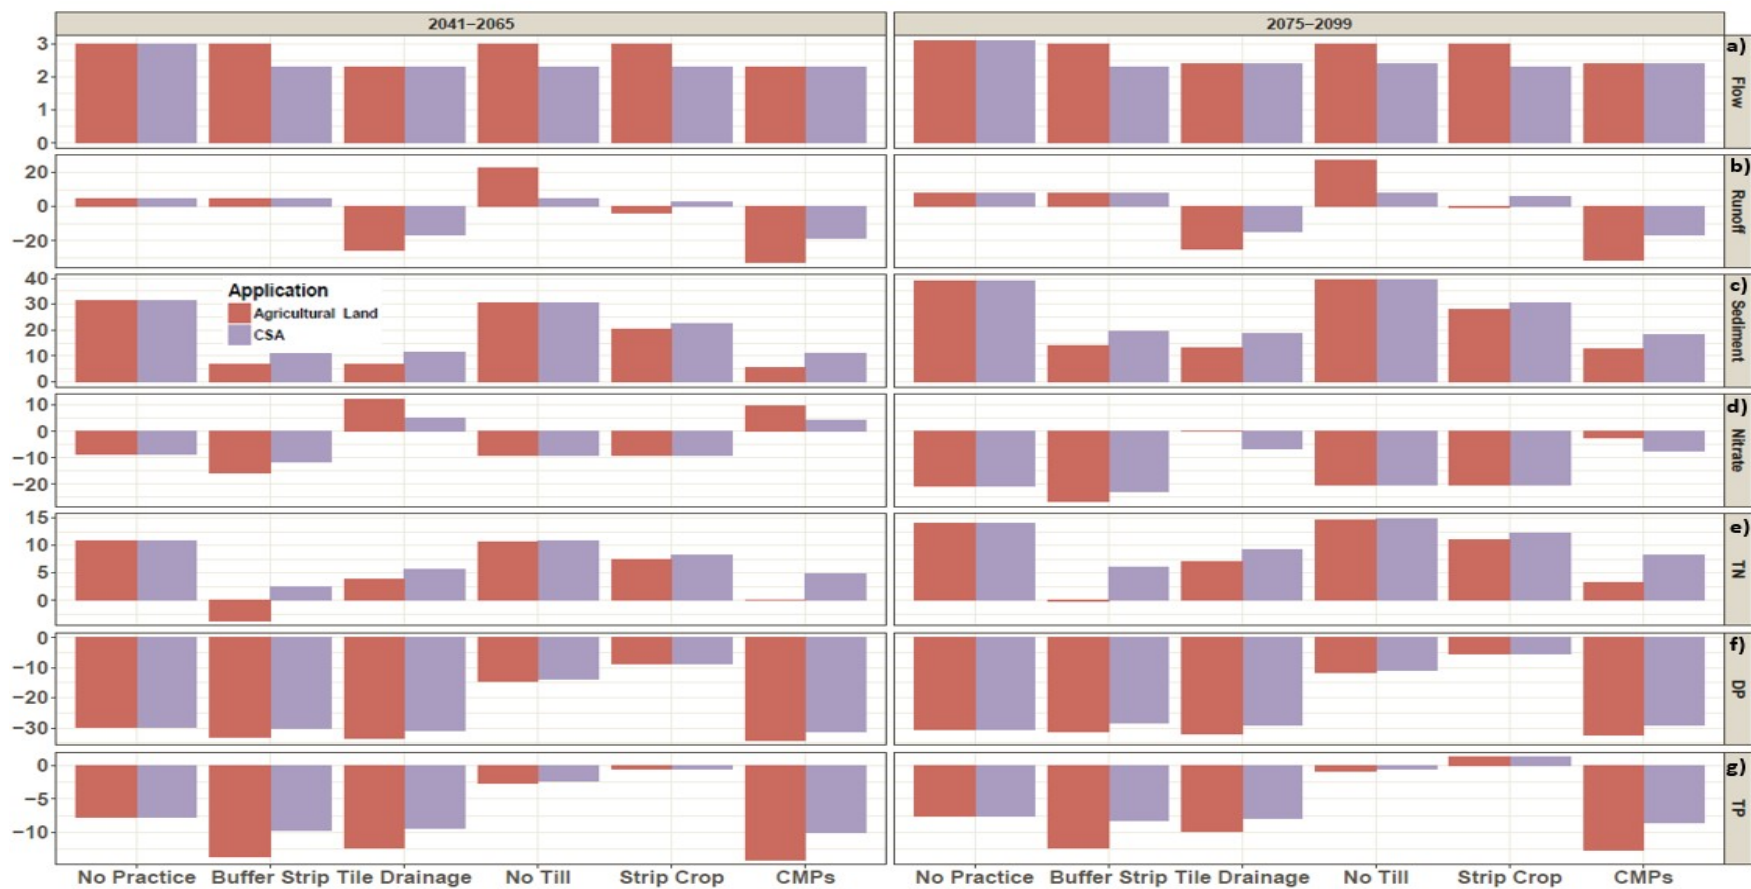 2041–2065 2075–2099
3
2
1
0
a)
Flow
20
0
−20
b)
Runoff
40
30
20
10
0
Application
Agricultural Land
CSA
c)
Sediment
10
0
−10
−20
d)
Nitrate
15
10
5
0
e)
TN
0
−10
−20
−30
f)
DP
0
−5
−10
g)
TP
No Practice Buffer Strip Tile Drainage No Till Strip Crop CMPs No Practice Buffer Strip Tile Drainage No Till Strip Crop CMPs